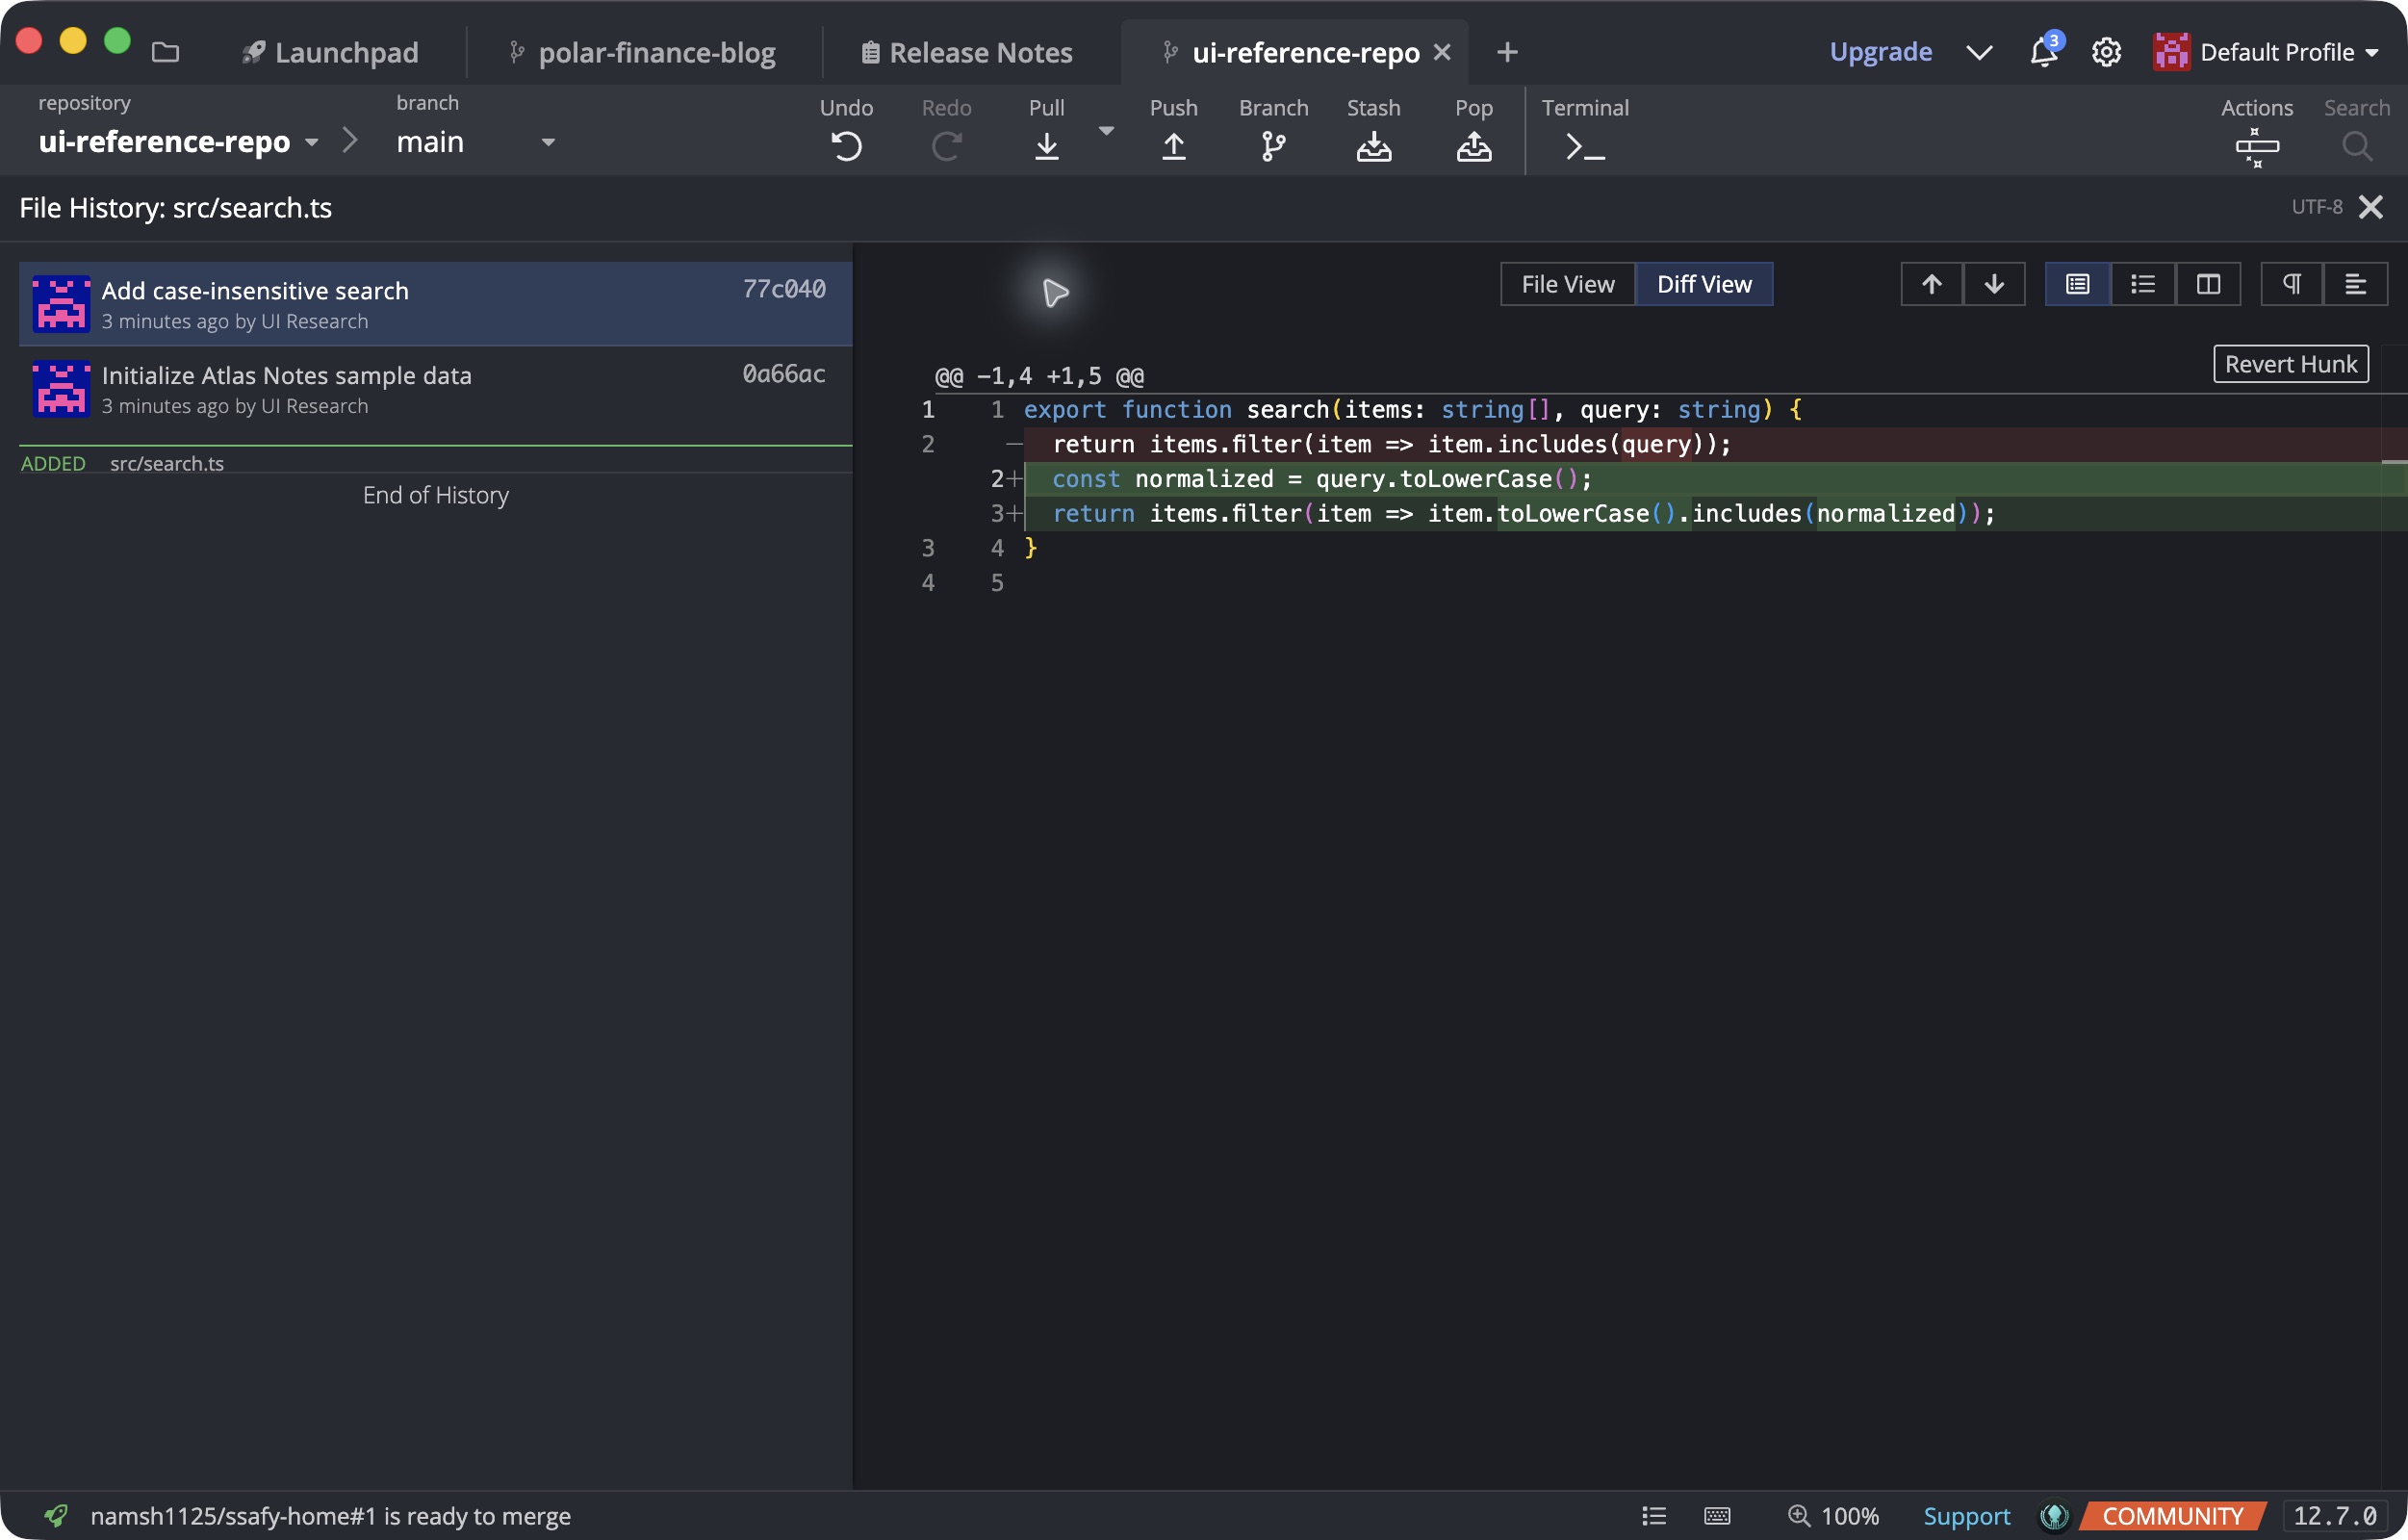 Launchpad
polar-finance-blog
Release Notes
ui-reference-repo
Upgrade
3
Default Profile
repository
ui-reference-repo
branch
main
Undo
Redo
Pull
Push
Branch
Stash
Pop
Terminal
Actions
Search
File History: src/search.ts
UTF-8
Add case-insensitive search
77c040
3 minutes ago by UI Research
Initialize Atlas Notes sample data
0a66ac
3 minutes ago by UI Research
ADDED src/search.ts
End of History
File View
Diff View
Revert Hunk
@@ -1,4 +1,5 @@
1 1 export function search(items: string[], query: string) {
2 − return items.filter(item => item.includes(query));
2+ const normalized = query.toLowerCase();
3+ return items.filter(item => item.toLowerCase().includes(normalized));
3 4 }
4 5
namsh1125/ssafy-home#1 is ready to merge
100%
Support
COMMUNITY
12.7.0